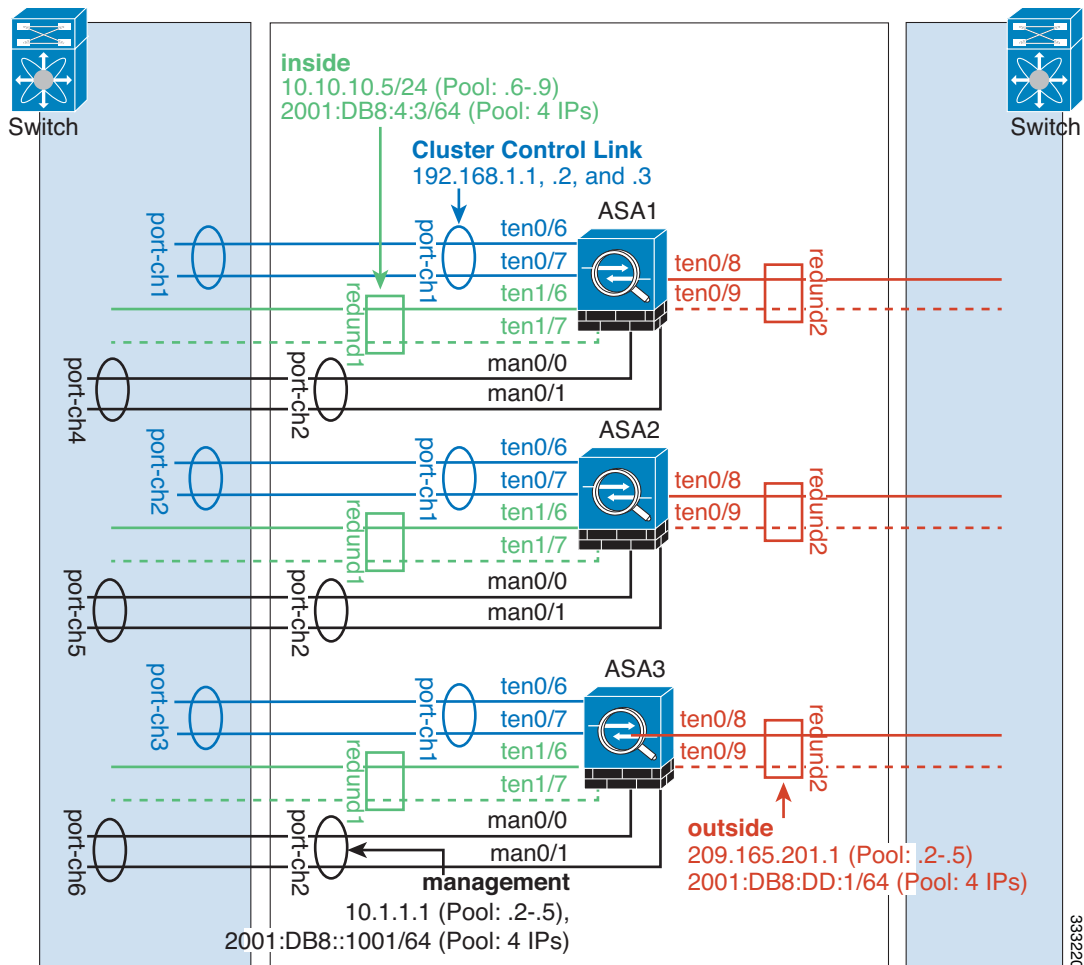 Switch
Switch
inside
10.10.10.5/24 (Pool: .6-.9)
2001:DB8:4:3/64 (Pool: 4 IPs)
Cluster Control Link
192.168.1.1, .2, and .3
ASA1
port-ch1
port-ch1
ten0/6
ten0/7
ten1/6
ten1/7
redund1
ten0/8
ten0/9
redund2
man0/0
man0/1
port-ch4
port-ch2
ASA2
port-ch2
port-ch1
ten0/6
ten0/7
ten1/6
ten1/7
redund1
ten0/8
ten0/9
redund2
man0/0
man0/1
port-ch5
port-ch2
ASA3
port-ch3
port-ch1
ten0/6
ten0/7
ten1/6
ten1/7
redund1
ten0/8
ten0/9
redund2
man0/0
man0/1
port-ch6
port-ch2
outside
209.165.201.1 (Pool: .2-.5)
2001:DB8:DD:1/64 (Pool: 4 IPs)
management
10.1.1.1 (Pool: .2-.5),
2001:DB8::1001/64 (Pool: 4 IPs)
333220